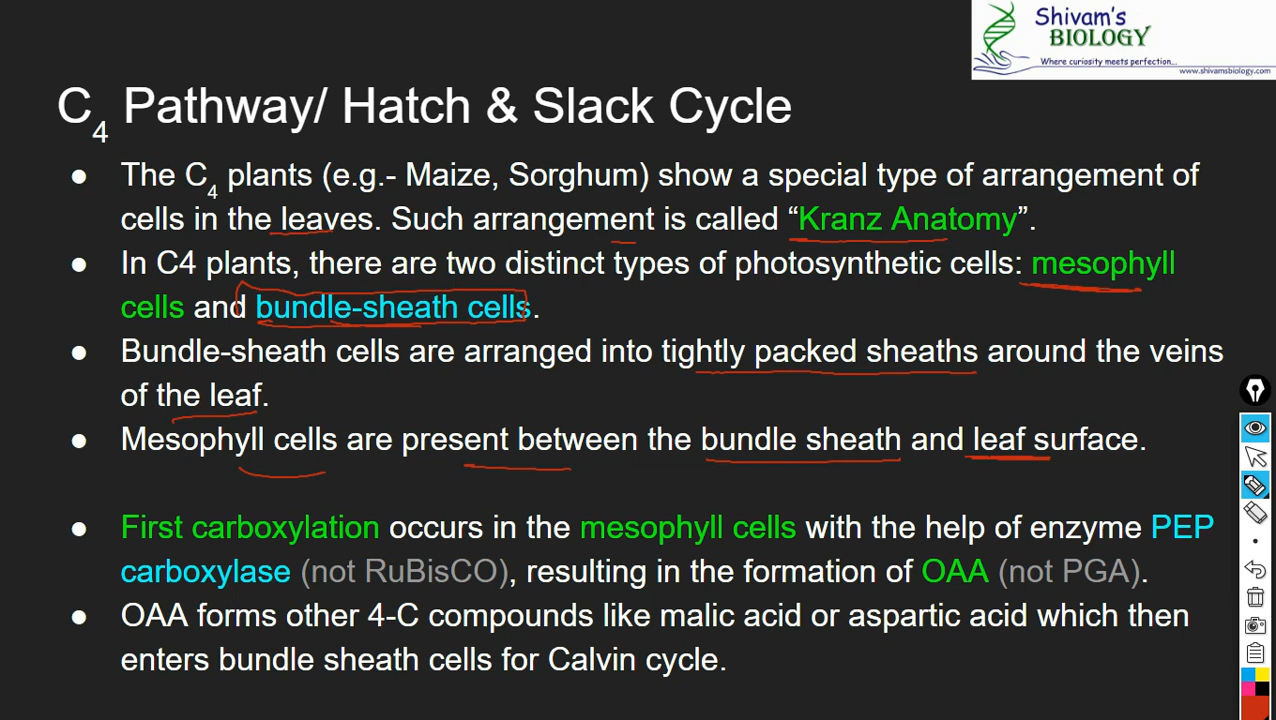 Shivam's
BIOLOGY
Where curiosity meets perfection...
www.shivamsbiology.com
C4 Pathway/ Hatch & Slack Cycle
● The C4 plants (e.g.- Maize, Sorghum) show a special type of arrangement of
cells in the leaves. Such arrangement is called “Kranz Anatomy”.
● In C4 plants, there are two distinct types of photosynthetic cells: mesophyll
cells and bundle-sheath cells.
● Bundle-sheath cells are arranged into tightly packed sheaths around the veins
of the leaf.
● Mesophyll cells are present between the bundle sheath and leaf surface.
● First carboxylation occurs in the mesophyll cells with the help of enzyme PEP
carboxylase (not RuBisCO), resulting in the formation of OAA (not PGA).
● OAA forms other 4-C compounds like malic acid or aspartic acid which then
enters bundle sheath cells for Calvin cycle.